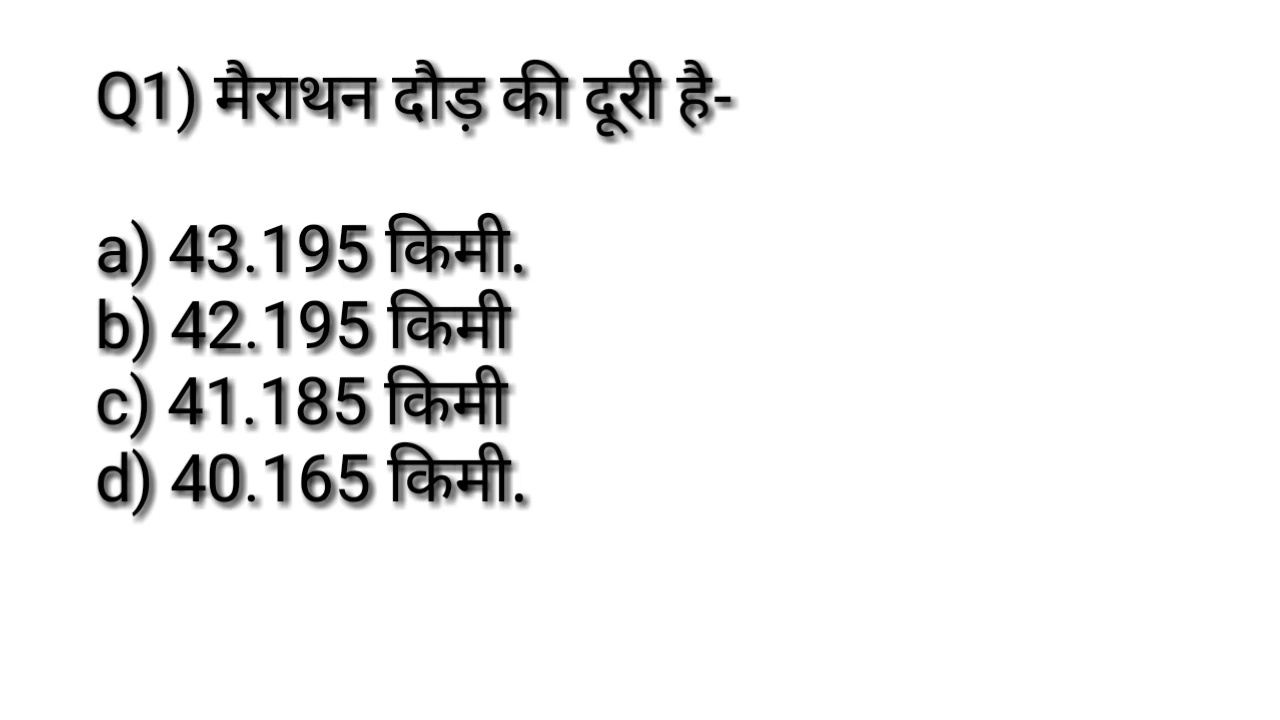 Q1) मैराथन दौड़ की दूरी है-
a) 43.195 किमी.
b) 42.195 किमी
c) 41.185 किमी
d) 40.165 किमी.